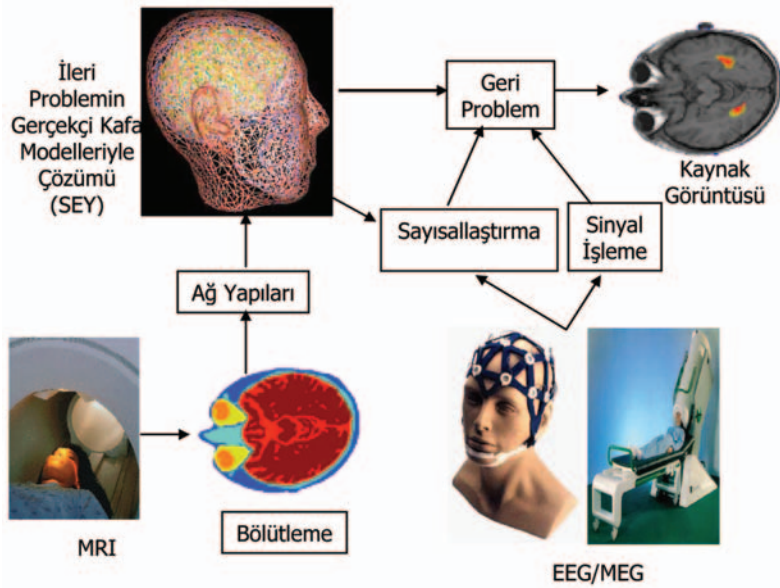 İleri
Problemin
Gerçekçi Kafa
Modelleriyle
Çözümü
(SEY)
Geri
Problem
Kaynak
Görüntüsü
Sayısallaştırma
Sinyal
İşleme
Ağ Yapıları
MRI
Bölütleme
EEG/MEG